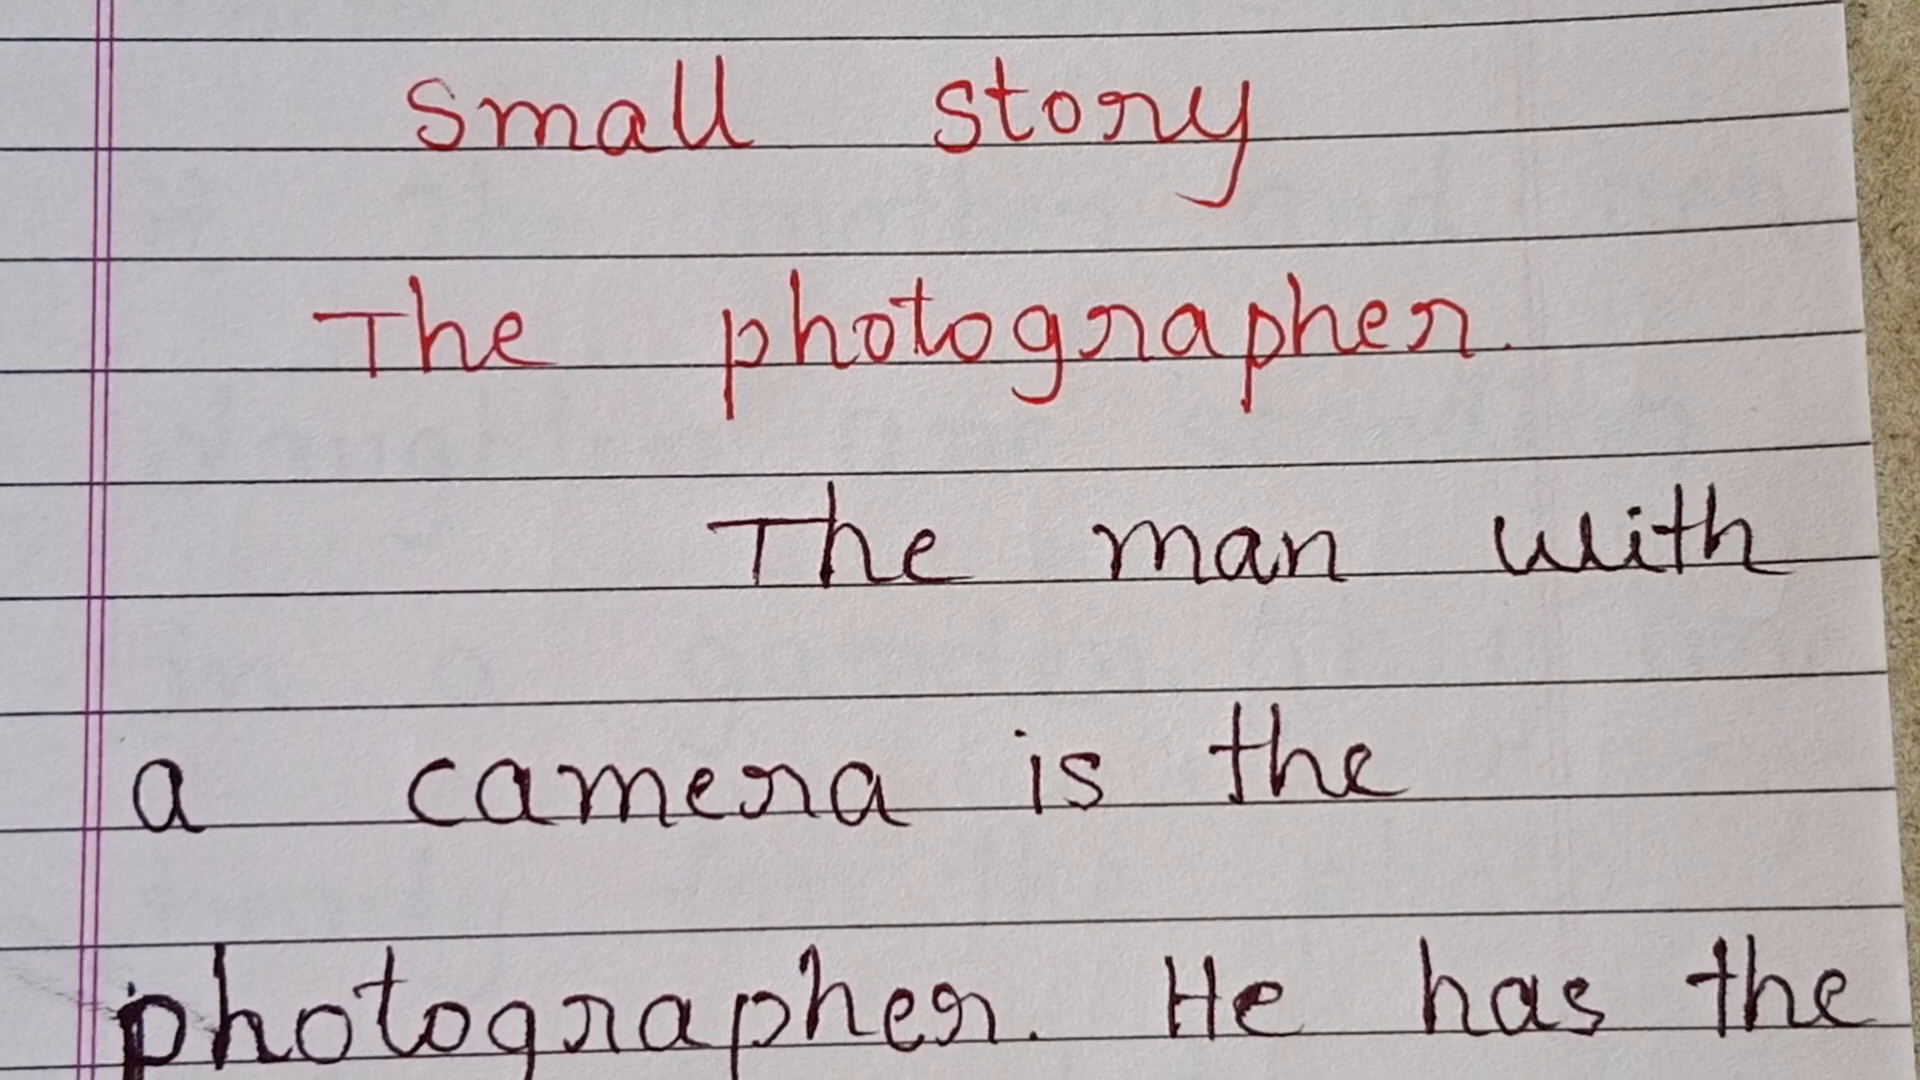 Small story
The photographer.
The man with
a camera is the
photographer. He has the